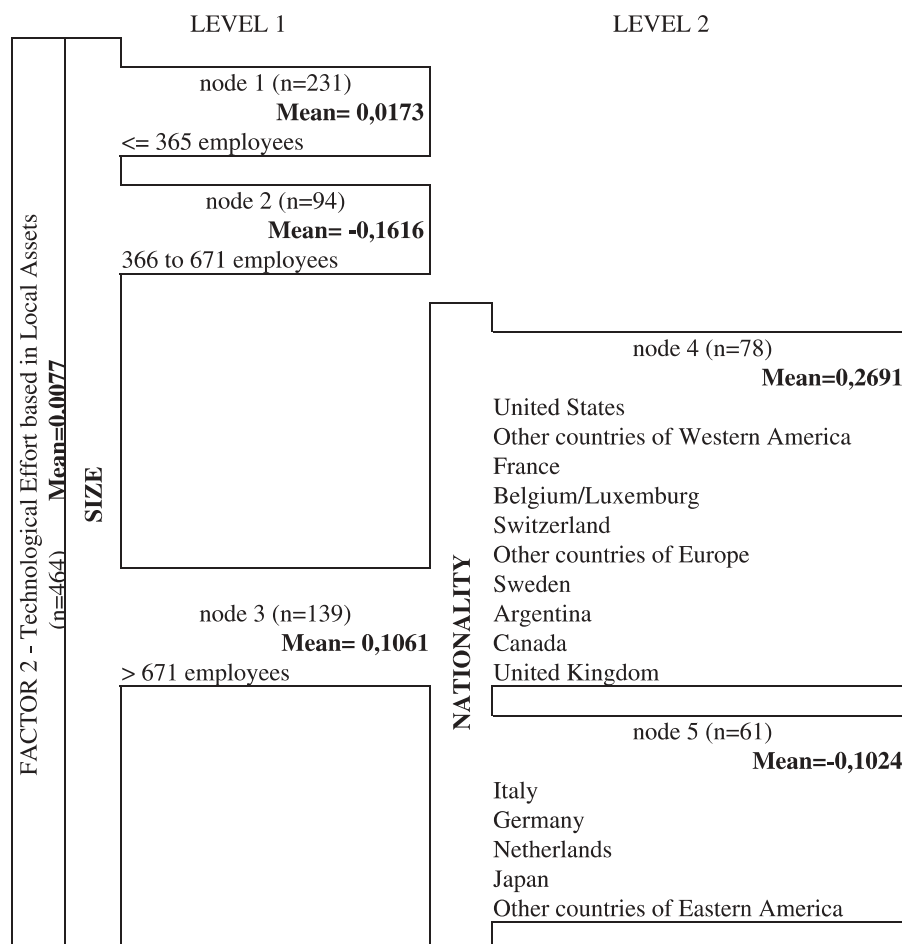 LEVEL 1
LEVEL 2
FACTOR 2 - Technological Effort based in Local Assets
(n=464) Mean=0,0077
SIZE
node 1 (n=231)
Mean= 0,0173
<= 365 employees
node 2 (n=94)
Mean= -0,1616
366 to 671 employees
node 3 (n=139)
Mean= 0,1061
> 671 employees
NATIONALITY
node 4 (n=78)
Mean=0,2691
United States
Other countries of Western America
France
Belgium/Luxemburg
Switzerland
Other countries of Europe
Sweden
Argentina
Canada
United Kingdom
node 5 (n=61)
Mean=-0,1024
Italy
Germany
Netherlands
Japan
Other countries of Eastern America